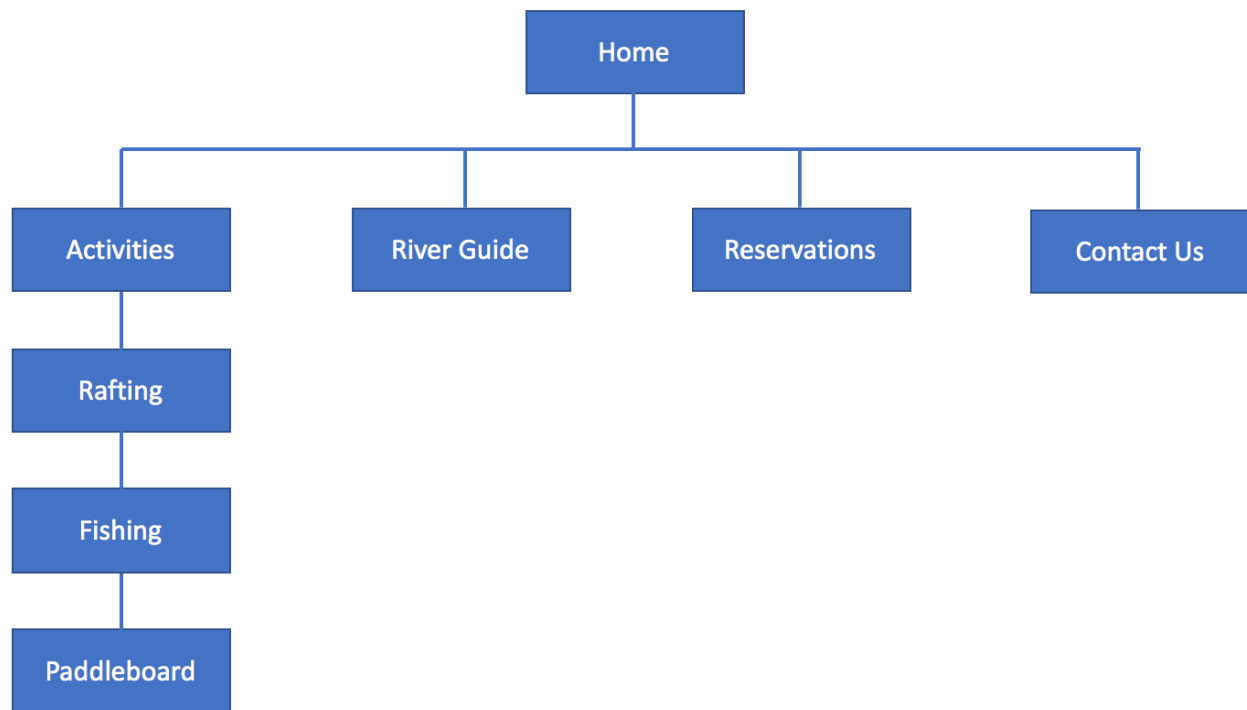 Home
Activities
River Guide
Reservations
Contact Us
Rafting
Fishing
Paddleboard